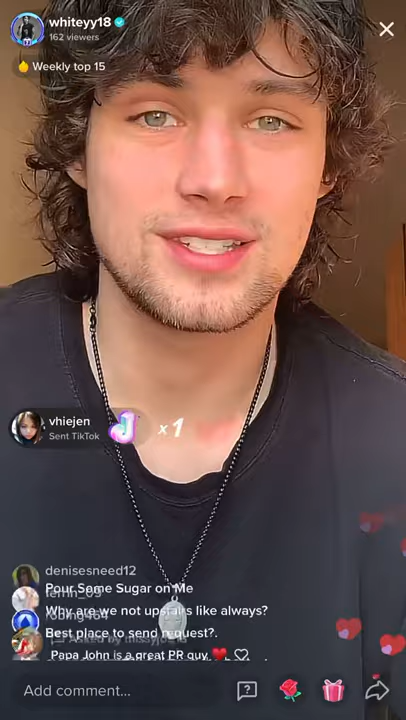 whiteyy18
162 viewers
Weekly top 15
vhiejen
Sent TikTok
x1
denisesneed12
Pour Some Sugar on Me
Why are we not upstairs like always?
Best place to send request?.
Papa John is a great PR guy ❤️ 🤍
Add comment...